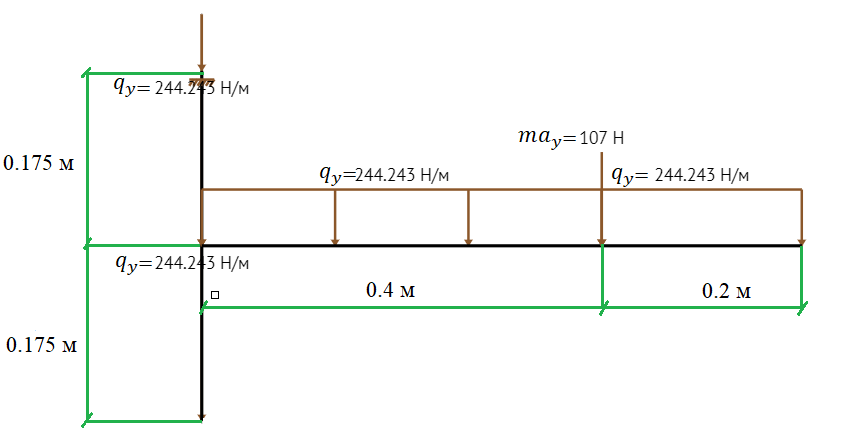 q_y= 244.243 Н/м
0.175 м
ma_y=107 Н
q_y=244.243 Н/м
q_y= 244.243 Н/м
q_y= 244.243 Н/м
0.4 м
0.2 м
0.175 м